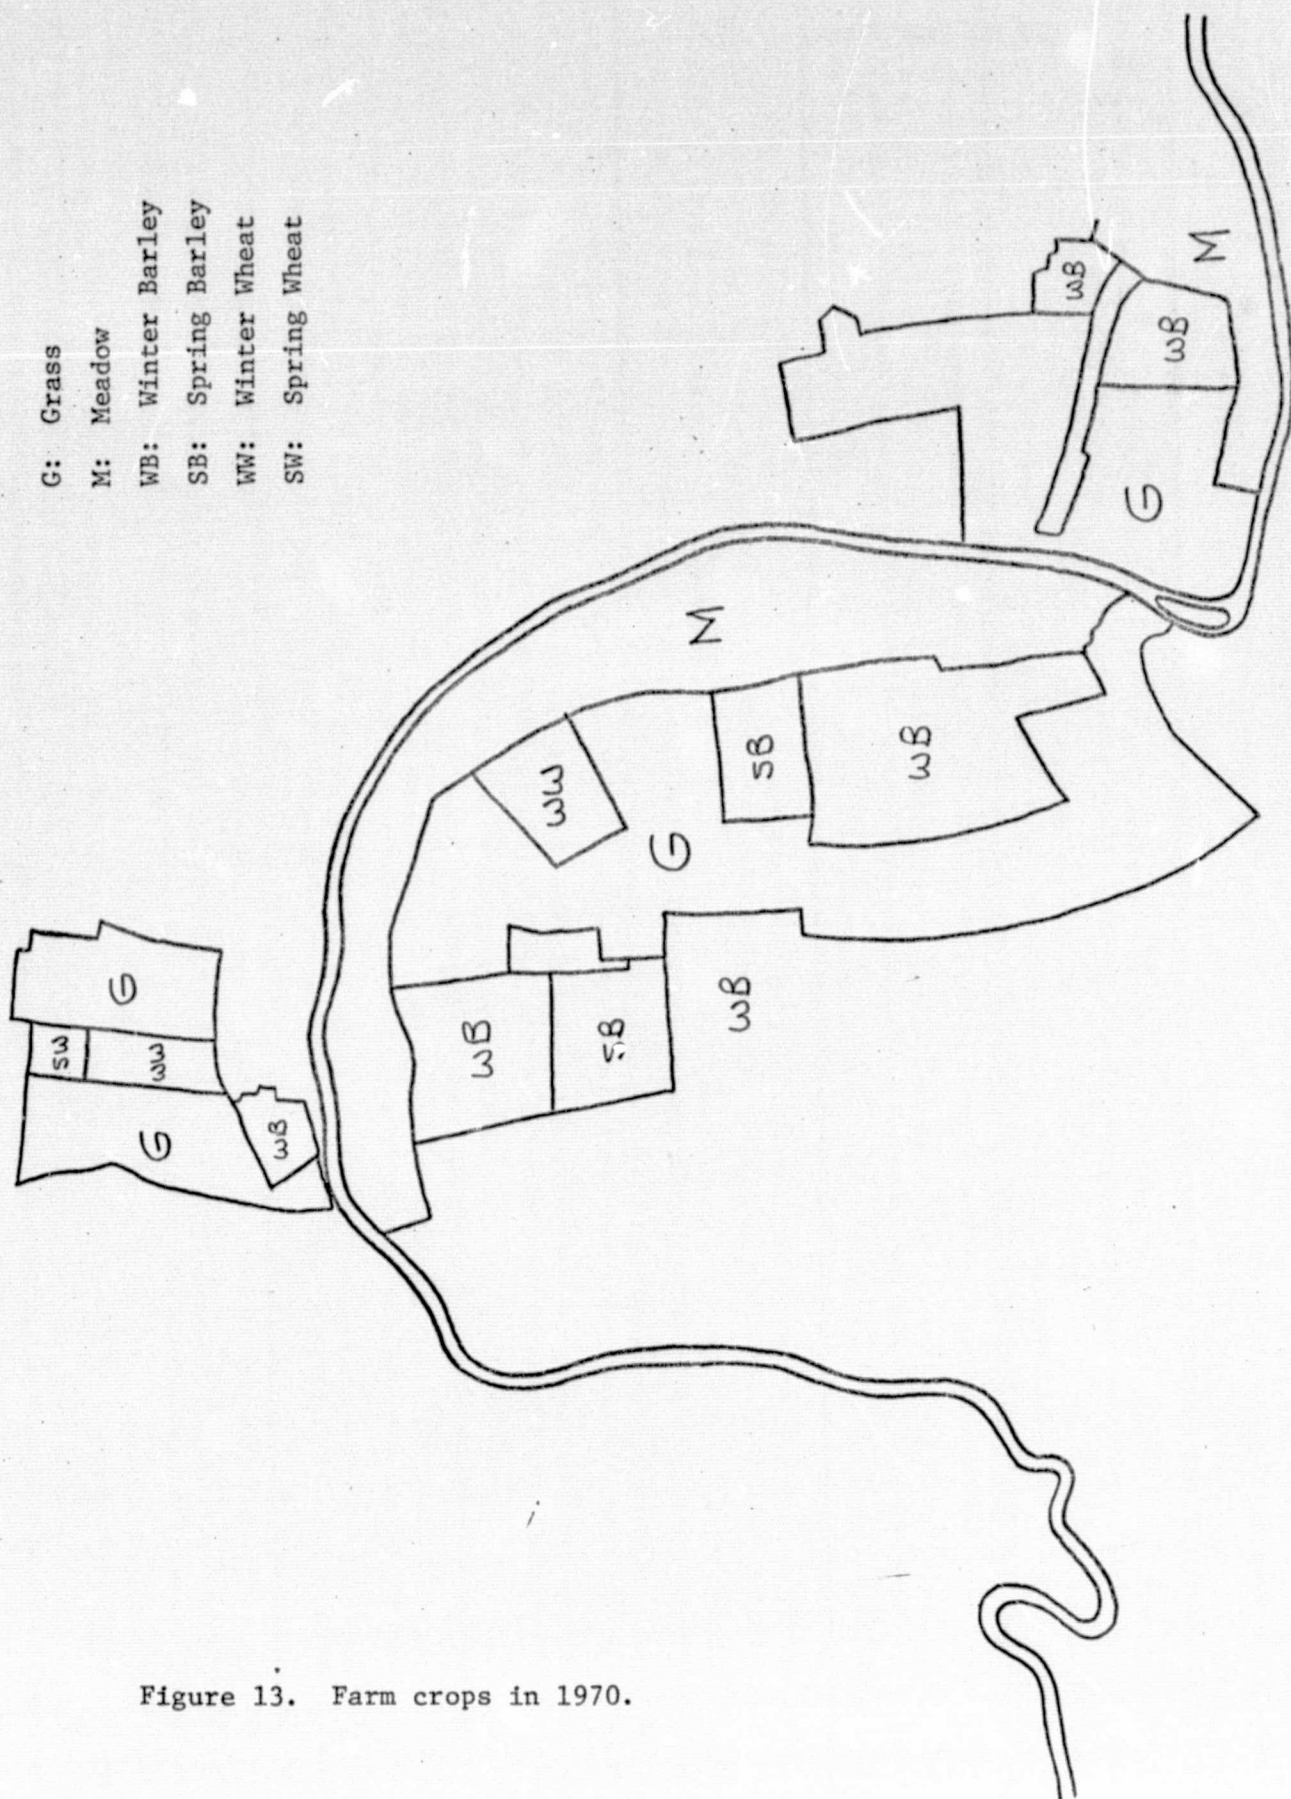 G: Grass
M: Meadow
WB: Winter Barley
SB: Spring Barley
WW: Winter Wheat
SW: Spring Wheat
G
SW
WW
G
WB
WB
SB
WB
G
WW
SB
WB
M
G
WB
WB
M
Figure 13. Farm crops in 1970.